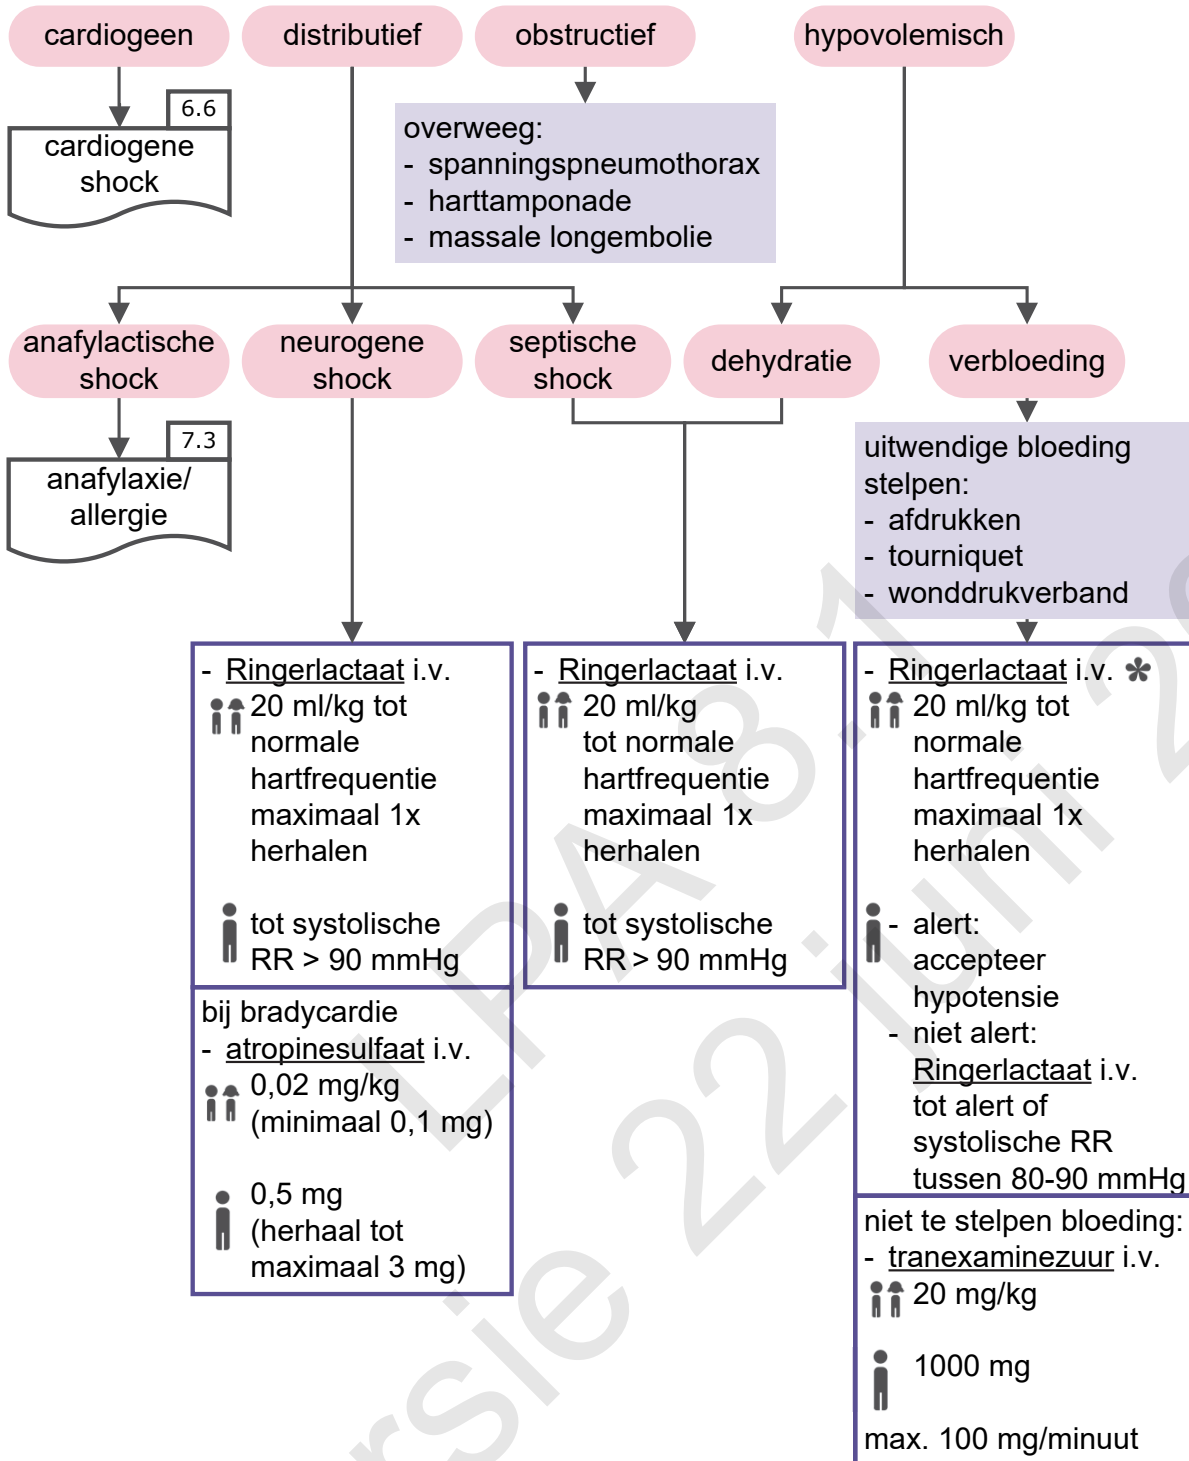 cardiogeen
distributief
obstructief
hypovolemisch
6.6
cardiogene
shock
overweeg:
- spanningspneumothorax
- harttamponade
- massale longembolie
anafylactische
shock
neurogene
shock
septische
shock
dehydratie
verbloeding
7.3
anafylaxie/
allergie
uitwendige bloeding
stelpen:
- afdrukken
- tourniquet
- wonddrukverband
- Ringerlactaat i.v.
20 ml/kg tot
normale
hartfrequentie
maximaal 1x
herhalen
tot systolische
RR > 90 mmHg
bij bradycardie
- atropinesulfaat i.v.
0,02 mg/kg
(minimaal 0,1 mg)
0,5 mg
(herhaal tot
maximaal 3 mg)
- Ringerlactaat i.v.
20 ml/kg
tot normale
hartfrequentie
maximaal 1x
herhalen
tot systolische
RR > 90 mmHg
- Ringerlactaat i.v. *
20 ml/kg tot
normale
hartfrequentie
maximaal 1x
herhalen
- alert:
accepteer
hypotensie
- niet alert:
Ringerlactaat i.v.
tot alert of
systolische RR
tussen 80-90 mmHg
niet te stelpen bloeding:
- tranexaminezuur i.v.
20 mg/kg
1000 mg
max. 100 mg/minuut
LPA 8.1
22 juni